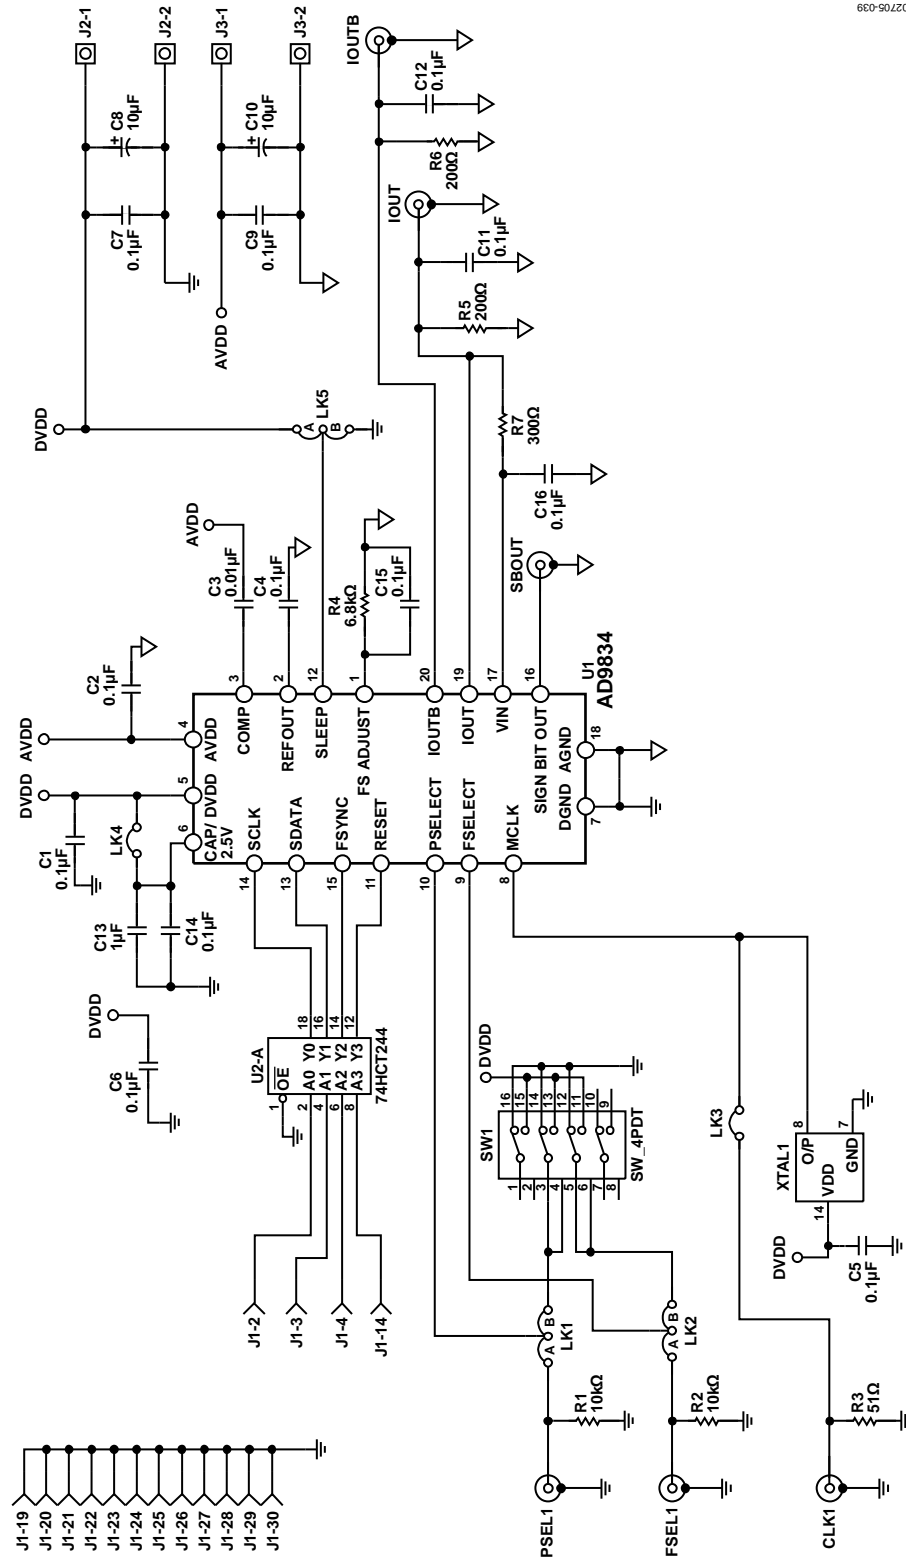 02705-039
J2-1
J2-2
J3-1
J3-2
C8
10µF
+
C7
0.1µF
C10
10µF
+
C9
0.1µF
AVDD
IOUTB
C12
0.1µF
R6
200Ω
IOUT
C11
0.1µF
R5
200Ω
DVDD
LK5
A
B
R7
300Ω
C16
0.1µF
AVDD
C3
0.01µF
C4
0.1µF
R4
6.8kΩ
C15
0.1µF
SBOUT
C2
0.1µF
AVDD
DVDD
C1
0.1µF
LK4
C13
1µF
C14
0.1µF
DVDD
C6
0.1µF
U1
AD9834
4
AVDD
5
DVDD
6
CAP/
2.5V
3
COMP
2
REFOUT
12
SLEEP
1
FS ADJUST
20
IOUTB
19
IOUT
17
VIN
16
SIGN BIT OUT
18
AGND
7
DGND
14
SCLK
13
SDATA
15
FSYNC
11
RESET
10
PSELECT
9
FSELECT
8
MCLK
U2-A
74HCT244
1
OE
2
A0
Y0
18
4
A1
Y1
16
6
A2
Y2
14
8
A3
Y3
12
J1-2
J1-3
J1-4
J1-14
DVDD
SW1
SW_4PDT
16
15
14
13
12
11
10
9
1
2
3
4
5
6
7
8
LK1
A
B
LK2
A
B
LK3
XTAL1
O/P
8
VDD
14
GND
7
DVDD
C5
0.1µF
R1
10kΩ
R2
10kΩ
R3
51Ω
PSEL1
FSEL1
CLK1
J1-19
J1-20
J1-21
J1-22
J1-23
J1-24
J1-25
J1-26
J1-27
J1-28
J1-29
J1-30